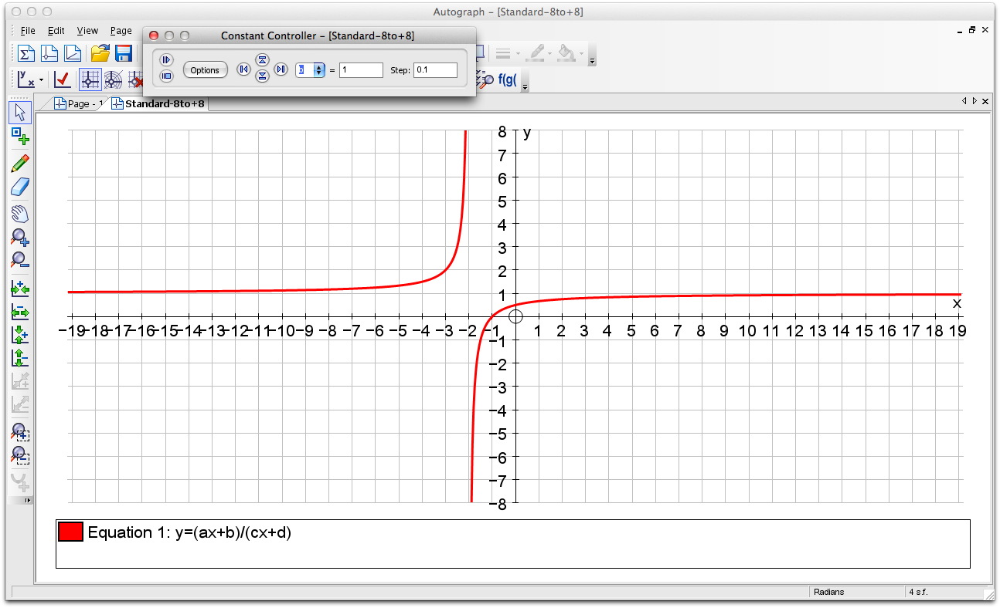 Autograph – [Standard-8to+8]
File Edit View Page
Constant Controller – [Standard-8to+8]
Options = 1 Step: 0.1
f(g(
Page - 1 Standard-8to+8
8 y
7
6
5
4
3
2
1
x
−19 −18 −17 −16 −15 −14 −13 −12 −11 −10 −9 −8 −7 −6 −5 −4 −3 −2 −1 1 2 3 4 5 6 7 8 9 10 11 12 13 14 15 16 17 18 19
−1
−2
−3
−4
−5
−6
−7
−8
Equation 1: y=(ax+b)/(cx+d)
Radians 4 s.f.